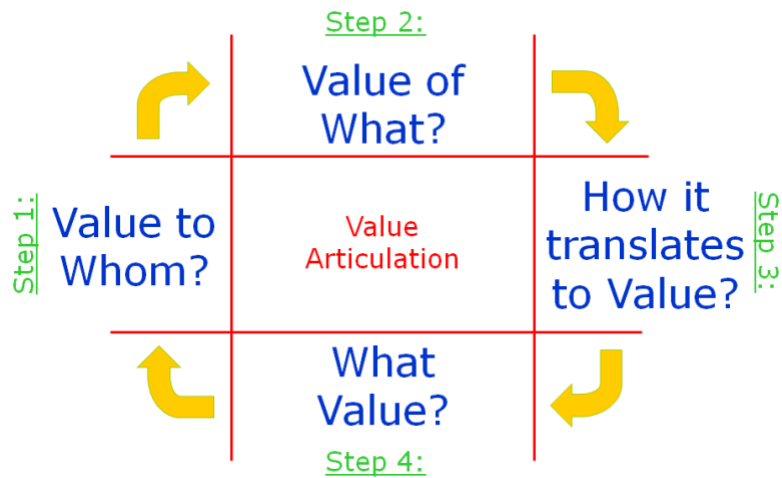 Step 1:
Value to
Whom?
Step 2:
Value of
What?
Step 3:
How it
translates
to Value?
Step 4:
What
Value?
Value
Articulation